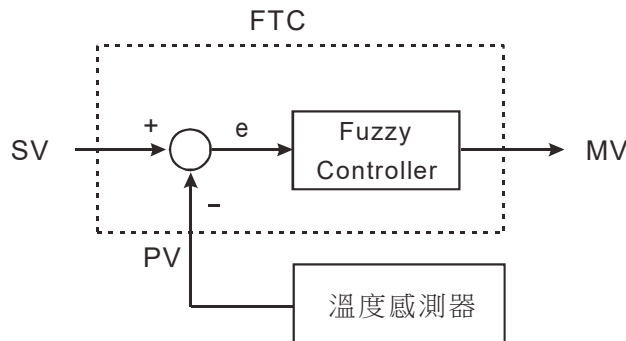 FTC
SV
+
e
Fuzzy
Controller
MV
−
PV
溫度感測器